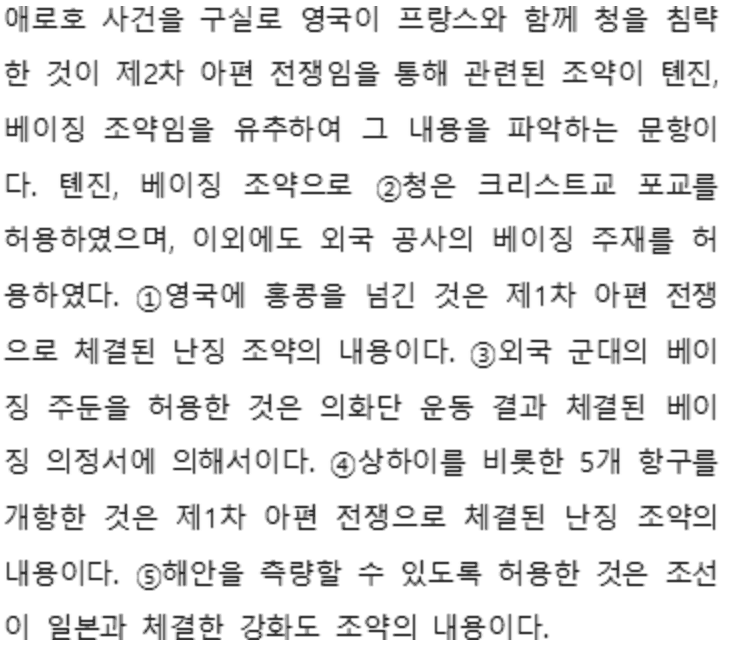 애로호 사건을 구실로 영국이 프랑스와 함께 청을 침략
한 것이 제2차 아편 전쟁임을 통해 관련된 조약이 톈진,
베이징 조약임을 유추하여 그 내용을 파악하는 문항이
다. 톈진, 베이징 조약으로 ②청은 크리스트교 포교를
허용하였으며, 이외에도 외국 공사의 베이징 주재를 허
용하였다. ①영국에 홍콩을 넘긴 것은 제1차 아편 전쟁
으로 체결된 난징 조약의 내용이다. ③외국 군대의 베이
징 주둔을 허용한 것은 의화단 운동 결과 체결된 베이
징 의정서에 의해서이다. ④상하이를 비롯한 5개 항구를
개항한 것은 제1차 아편 전쟁으로 체결된 난징 조약의
내용이다. ⑤해안을 측량할 수 있도록 허용한 것은 조선
이 일본과 체결한 강화도 조약의 내용이다.